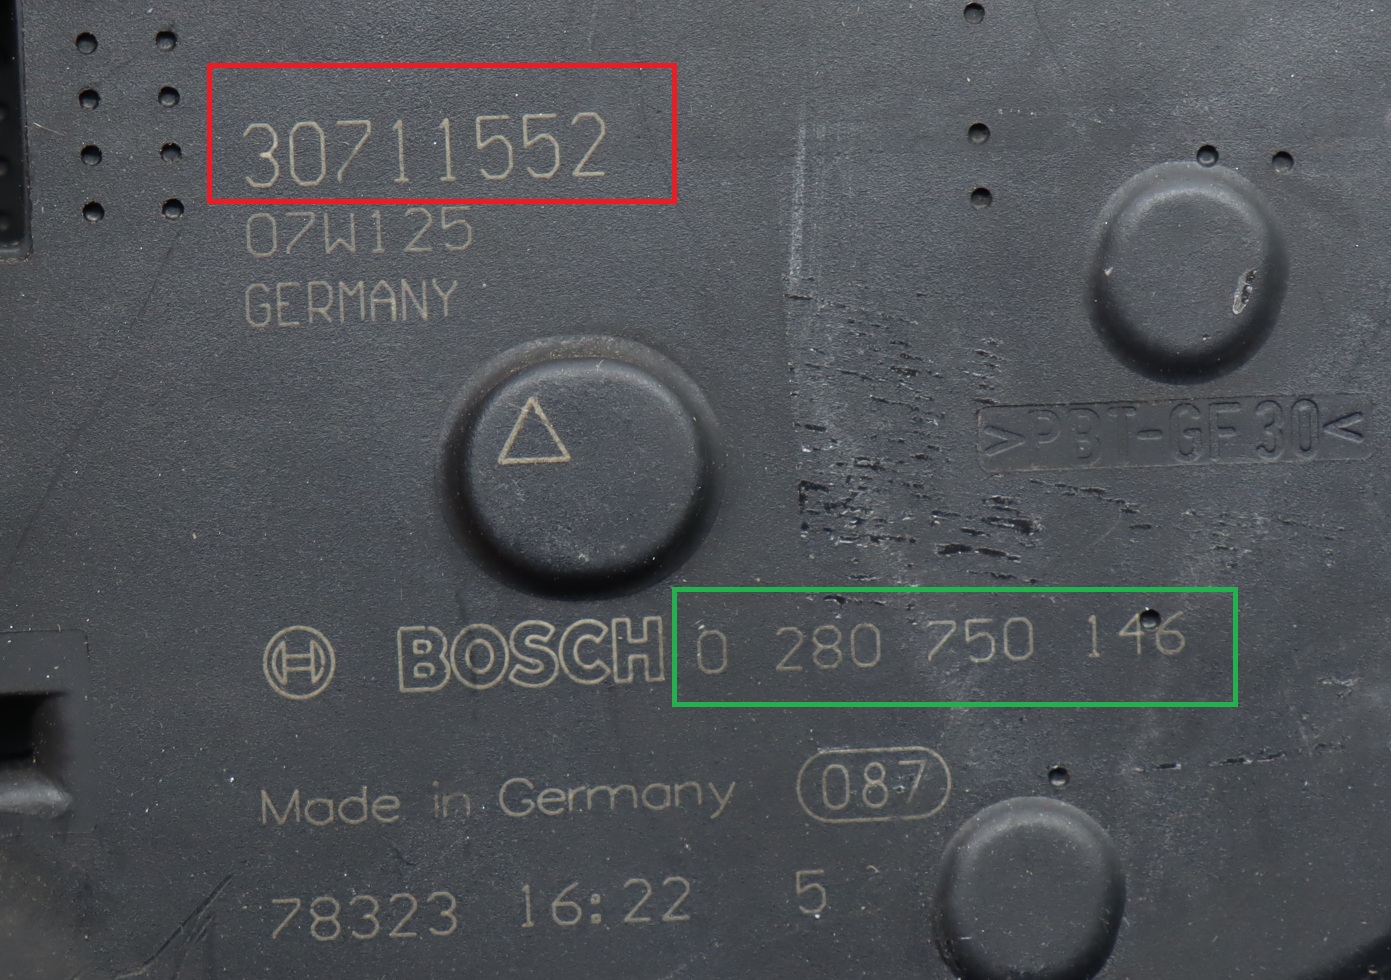 30711552
07W125
GERMANY
>PBT-GF30<
BOSCH 0 280 750 146
Made in Germany 087
78323 16:22 5